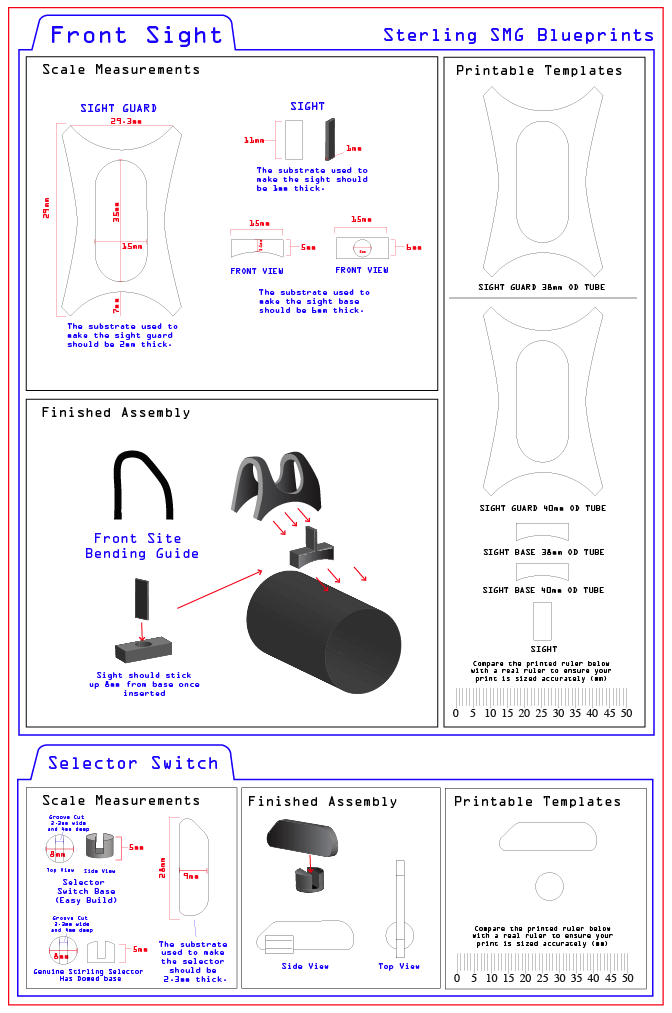 Front Sight
Sterling SMG Blueprints
Scale Measurements
SIGHT GUARD
29.3mm
29mm
35mm
15mm
7mm
The substrate used to
make the sight guard
should be 2mm thick.
SIGHT
11mm
1mm
The substrate used to
make the sight should
be 1mm thick.
15mm
5mm
FRONT VIEW
15mm
6mm
FRONT VIEW
The substrate used to
make the sight base
should be 6mm thick.
Printable Templates
SIGHT GUARD 38mm OD TUBE
SIGHT GUARD 40mm OD TUBE
SIGHT BASE 38mm OD TUBE
SIGHT BASE 40mm OD TUBE
SIGHT
Compare the printed ruler below
with a real ruler to ensure your
print is sized accurately (mm)
0 5 10 15 20 25 30 35 40 45 50
Finished Assembly
Front Site
Bending Guide
Sight should stick
up 8mm from base once
inserted
Selector Switch
Scale Measurements
Groove Cut
2.3mm wide
and 4mm deep
8mm
5mm
Top View
Side View
Selector
Switch Base
(Easy Build)
Groove Cut
2.3mm wide
and 4mm deep
8mm
5mm
Genuine Stirling Selector
Has Domed base
28mm
9mm
The substrate
used to make
the selector
should be
2.3mm thick.
Finished Assembly
Side View
Top View
Printable Templates
Compare the printed ruler below
with a real ruler to ensure your
print is sized accurately (mm)
0 5 10 15 20 25 30 35 40 45 50